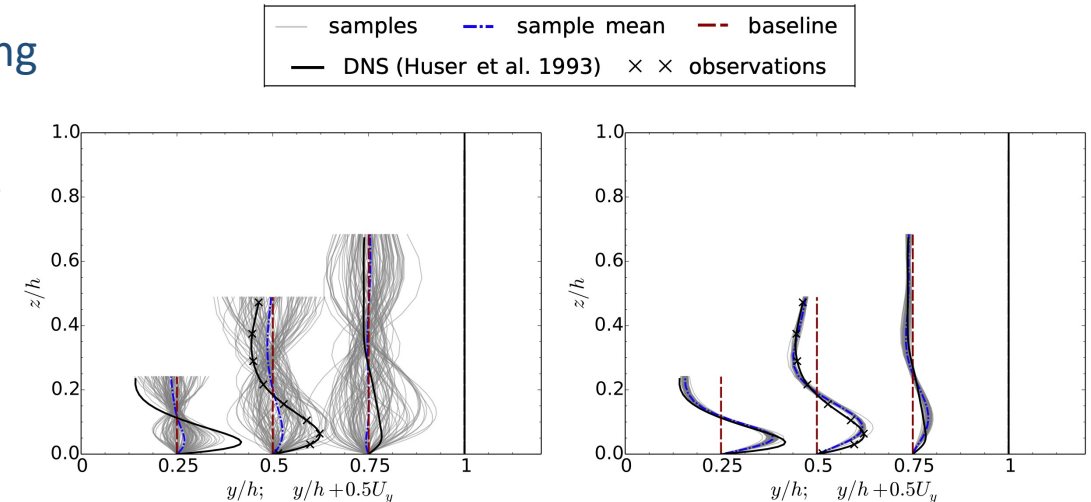 ng
samples sample mean baseline
DNS (Huser et al. 1993) × × observations
1.0
0.8
0.6
0.4
0.2
0.0
z/h
0 0.25 0.5 0.75 1
y/h; y/h+0.5U_y
1.0
0.8
0.6
0.4
0.2
0.0
z/h
0 0.25 0.5 0.75 1
y/h; y/h+0.5U_y